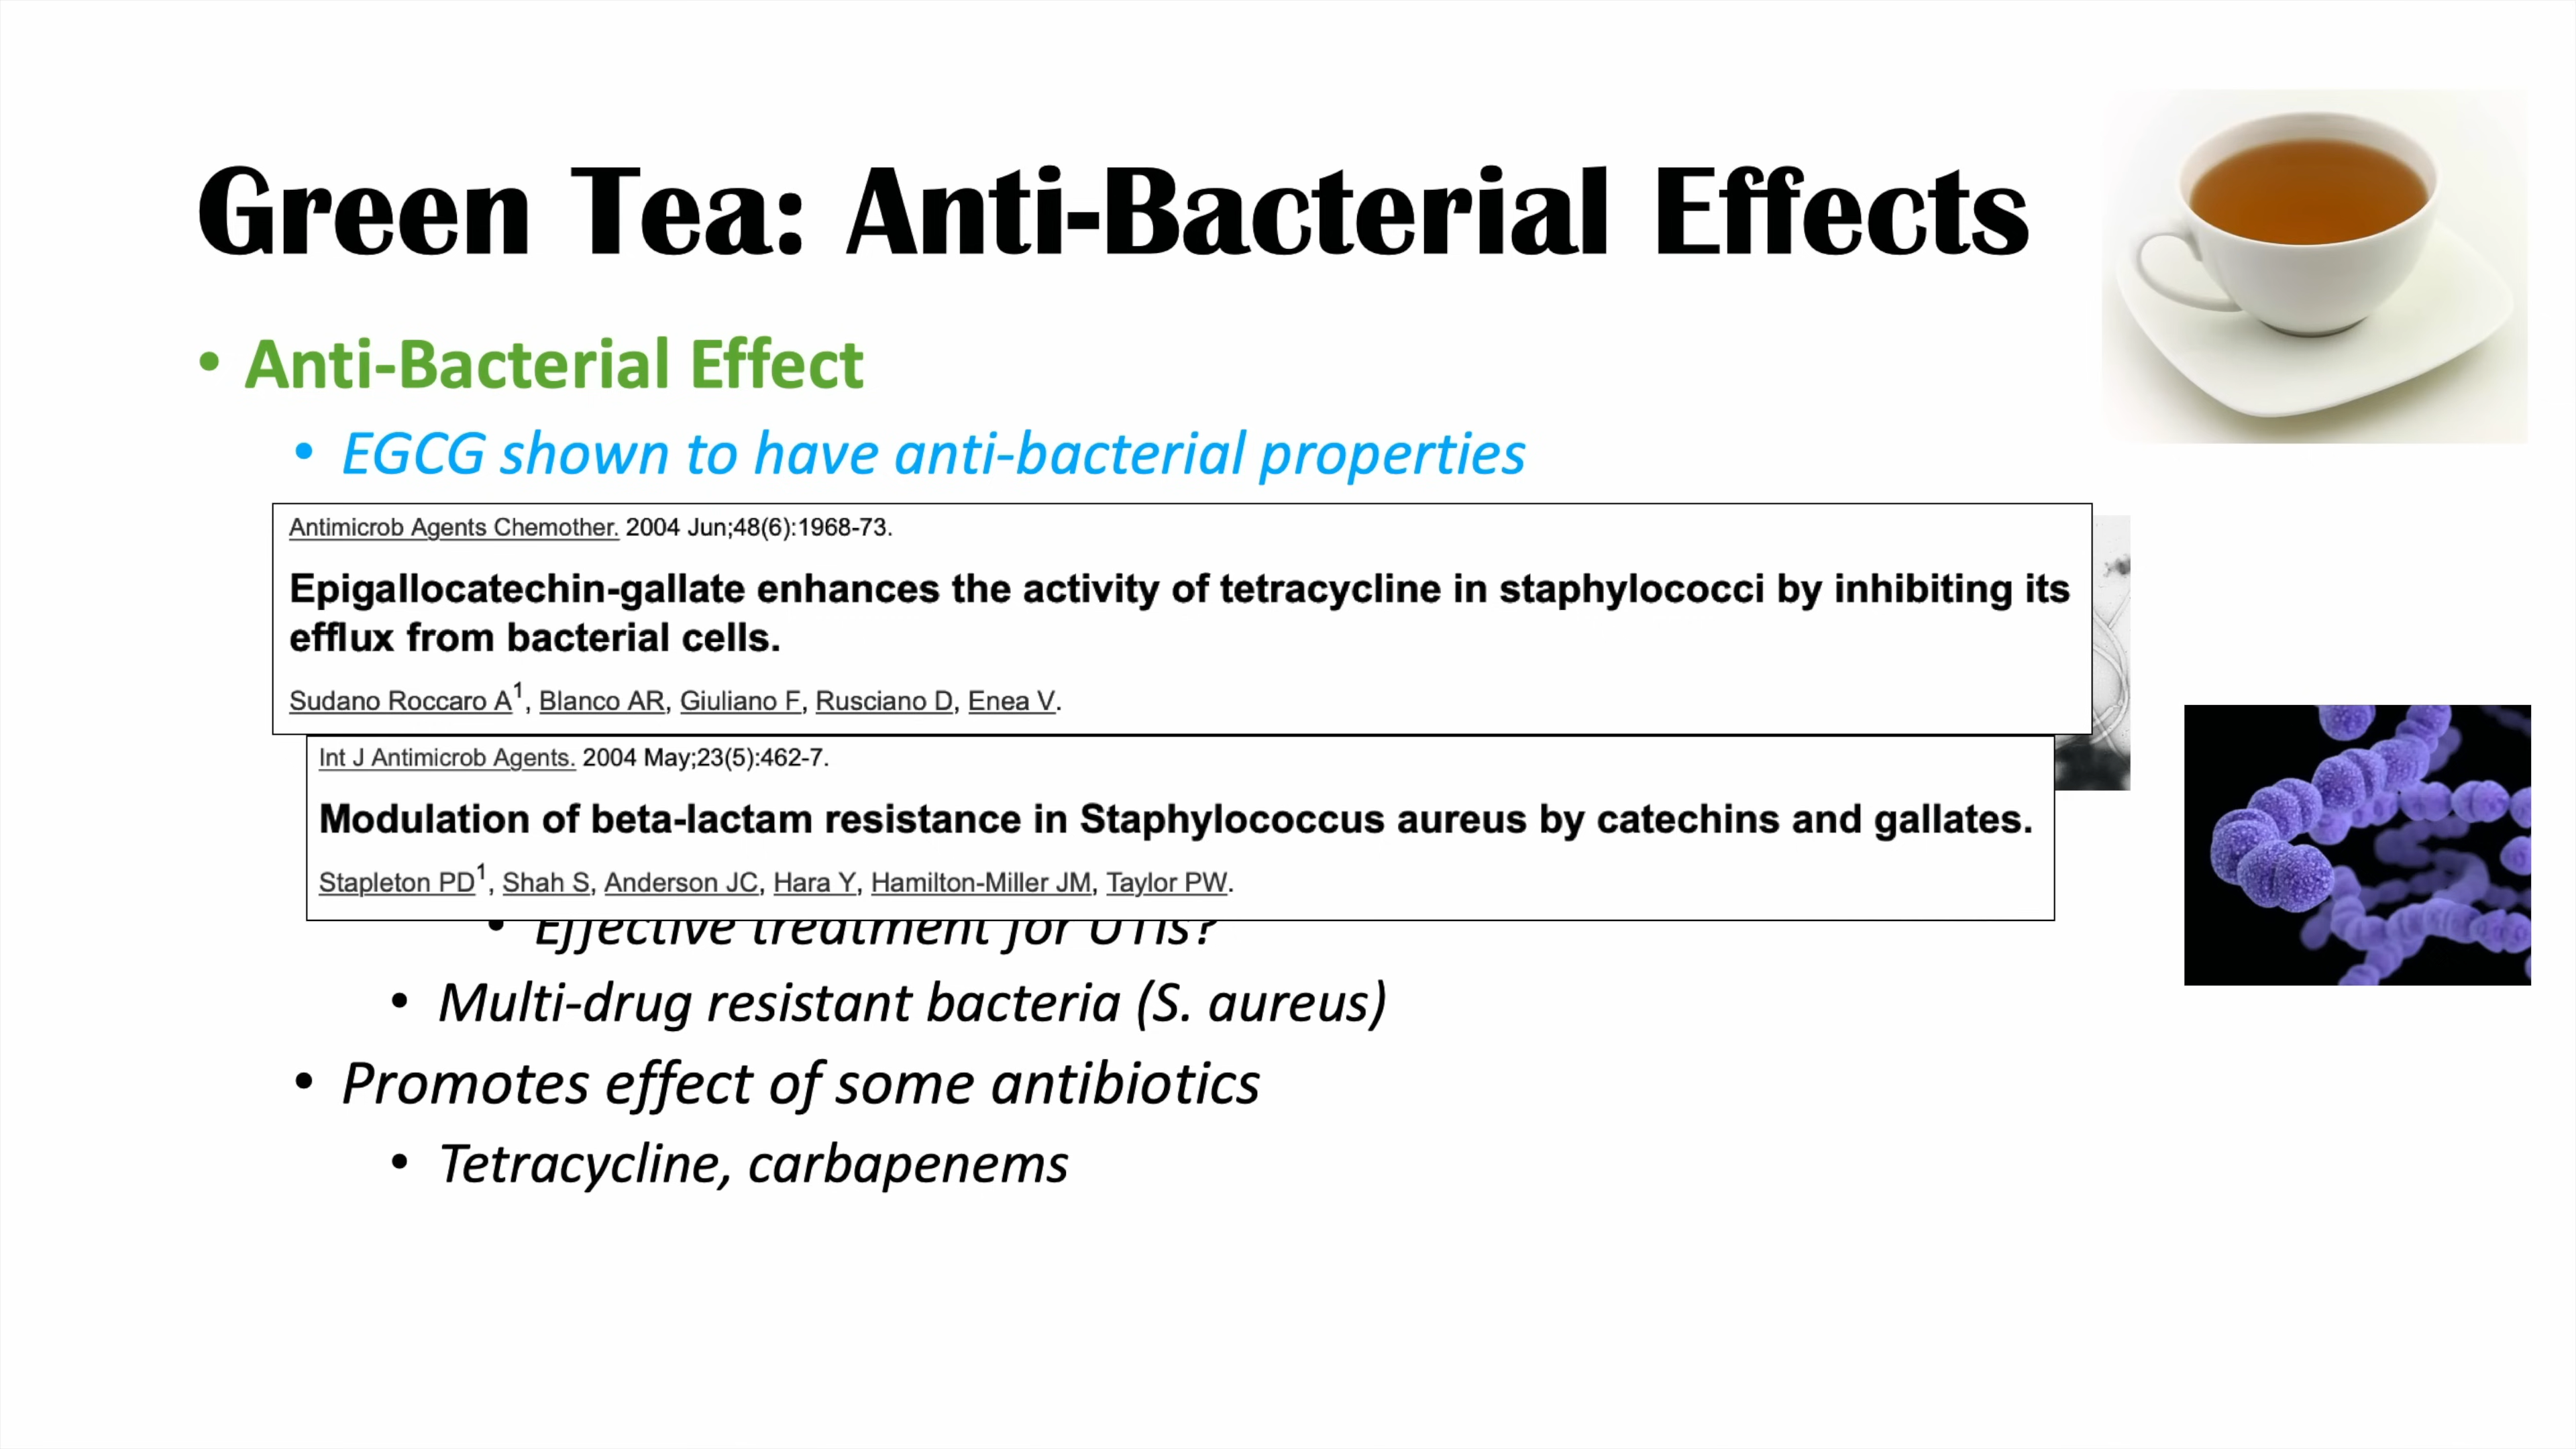 Green Tea: Anti-Bacterial Effects
• Anti-Bacterial Effect
• EGCG shown to have anti-bacterial properties
Antimicrob Agents Chemother. 2004 Jun;48(6):1968-73.
Epigallocatechin-gallate enhances the activity of tetracycline in staphylococci by inhibiting its
efflux from bacterial cells.
Sudano Roccaro A1, Blanco AR, Giuliano F, Rusciano D, Enea V.
Int J Antimicrob Agents. 2004 May;23(5):462-7.
Modulation of beta-lactam resistance in Staphylococcus aureus by catechins and gallates.
Stapleton PD1, Shah S, Anderson JC, Hara Y, Hamilton-Miller JM, Taylor PW.
• Effective treatment for UTIs?
• Multi-drug resistant bacteria (S. aureus)
• Promotes effect of some antibiotics
• Tetracycline, carbapenems